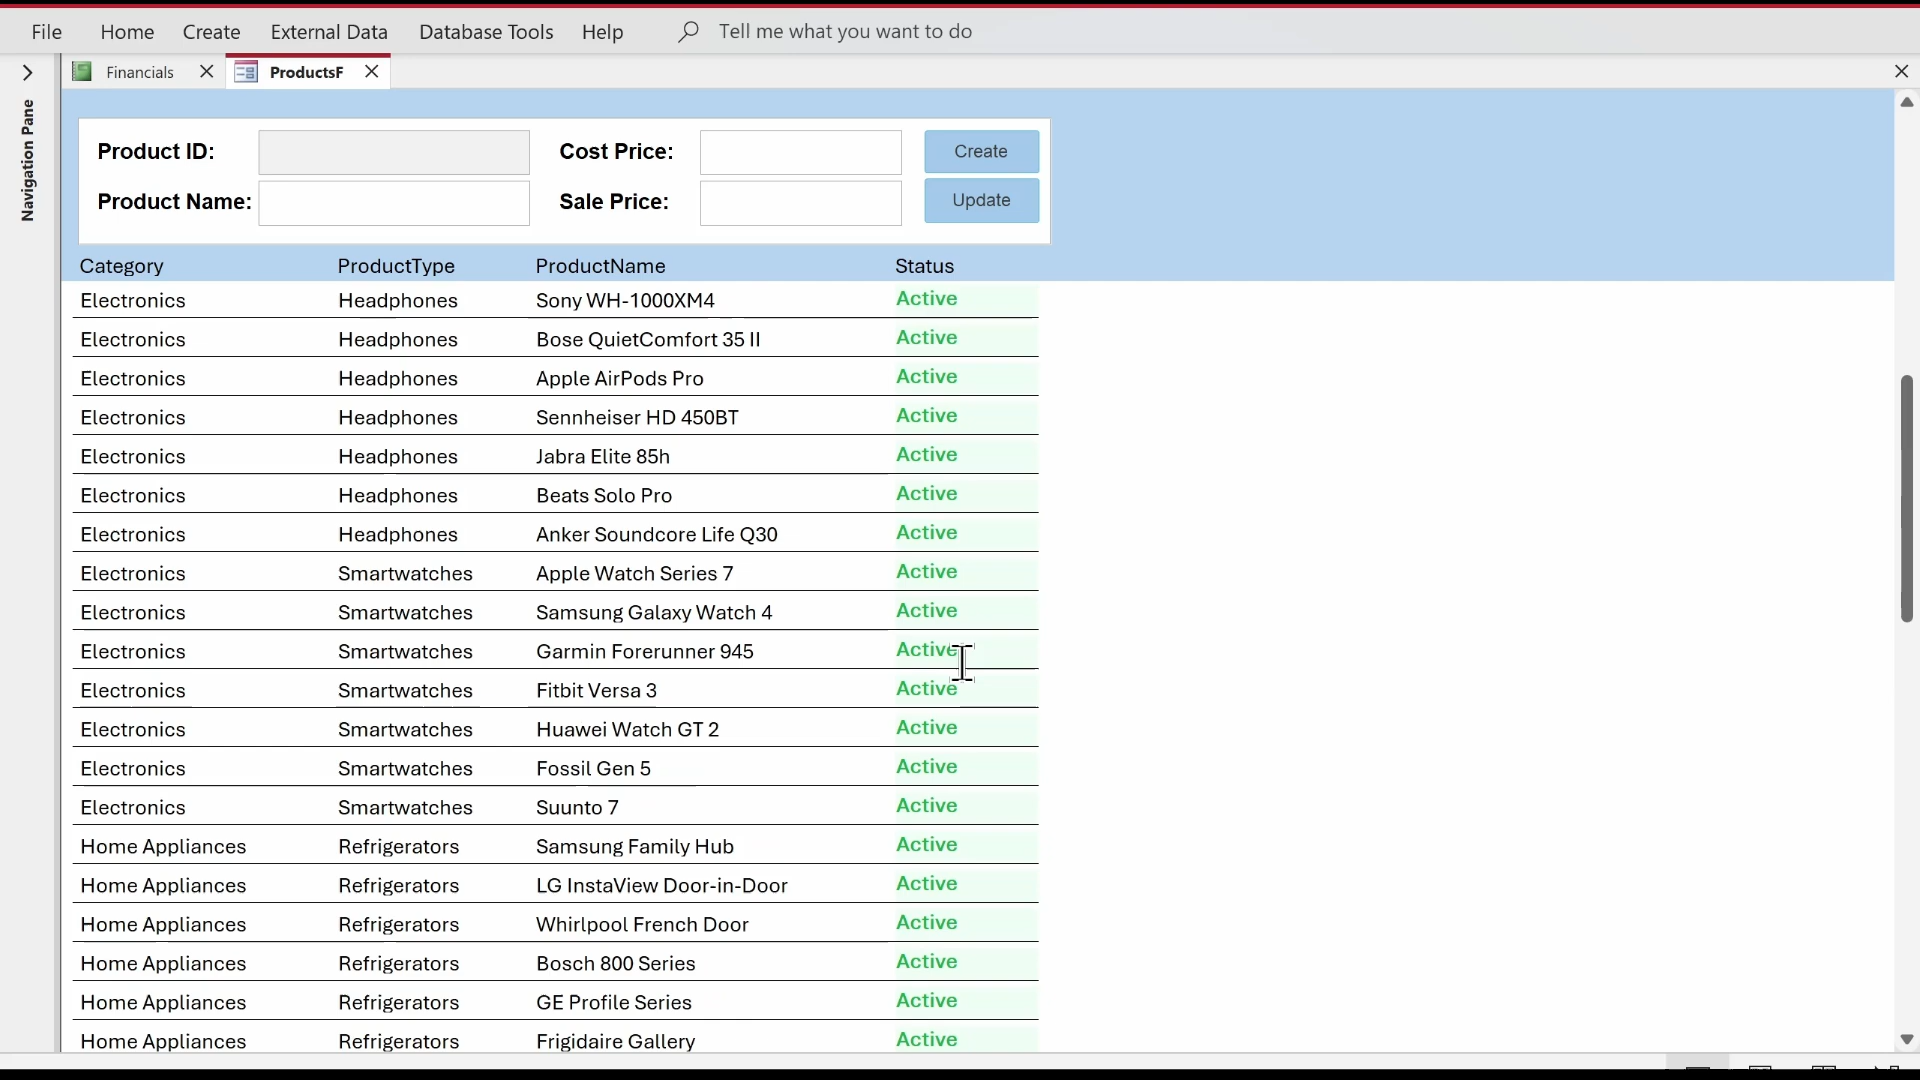 File Home Create External Data Database Tools Help Tell me what you want to do
Financials ProductsF
Navigation Pane
Product ID: Cost Price: Create
Product Name: Sale Price: Update
Category ProductType ProductName Status
Electronics Headphones Sony WH-1000XM4 Active
Electronics Headphones Bose QuietComfort 35 II Active
Electronics Headphones Apple AirPods Pro Active
Electronics Headphones Sennheiser HD 450BT Active
Electronics Headphones Jabra Elite 85h Active
Electronics Headphones Beats Solo Pro Active
Electronics Headphones Anker Soundcore Life Q30 Active
Electronics Smartwatches Apple Watch Series 7 Active
Electronics Smartwatches Samsung Galaxy Watch 4 Active
Electronics Smartwatches Garmin Forerunner 945 Active
Electronics Smartwatches Fitbit Versa 3 Active
Electronics Smartwatches Huawei Watch GT 2 Active
Electronics Smartwatches Fossil Gen 5 Active
Electronics Smartwatches Suunto 7 Active
Home Appliances Refrigerators Samsung Family Hub Active
Home Appliances Refrigerators LG InstaView Door-in-Door Active
Home Appliances Refrigerators Whirlpool French Door Active
Home Appliances Refrigerators Bosch 800 Series Active
Home Appliances Refrigerators GE Profile Series Active
Home Appliances Refrigerators Frigidaire Gallery Active